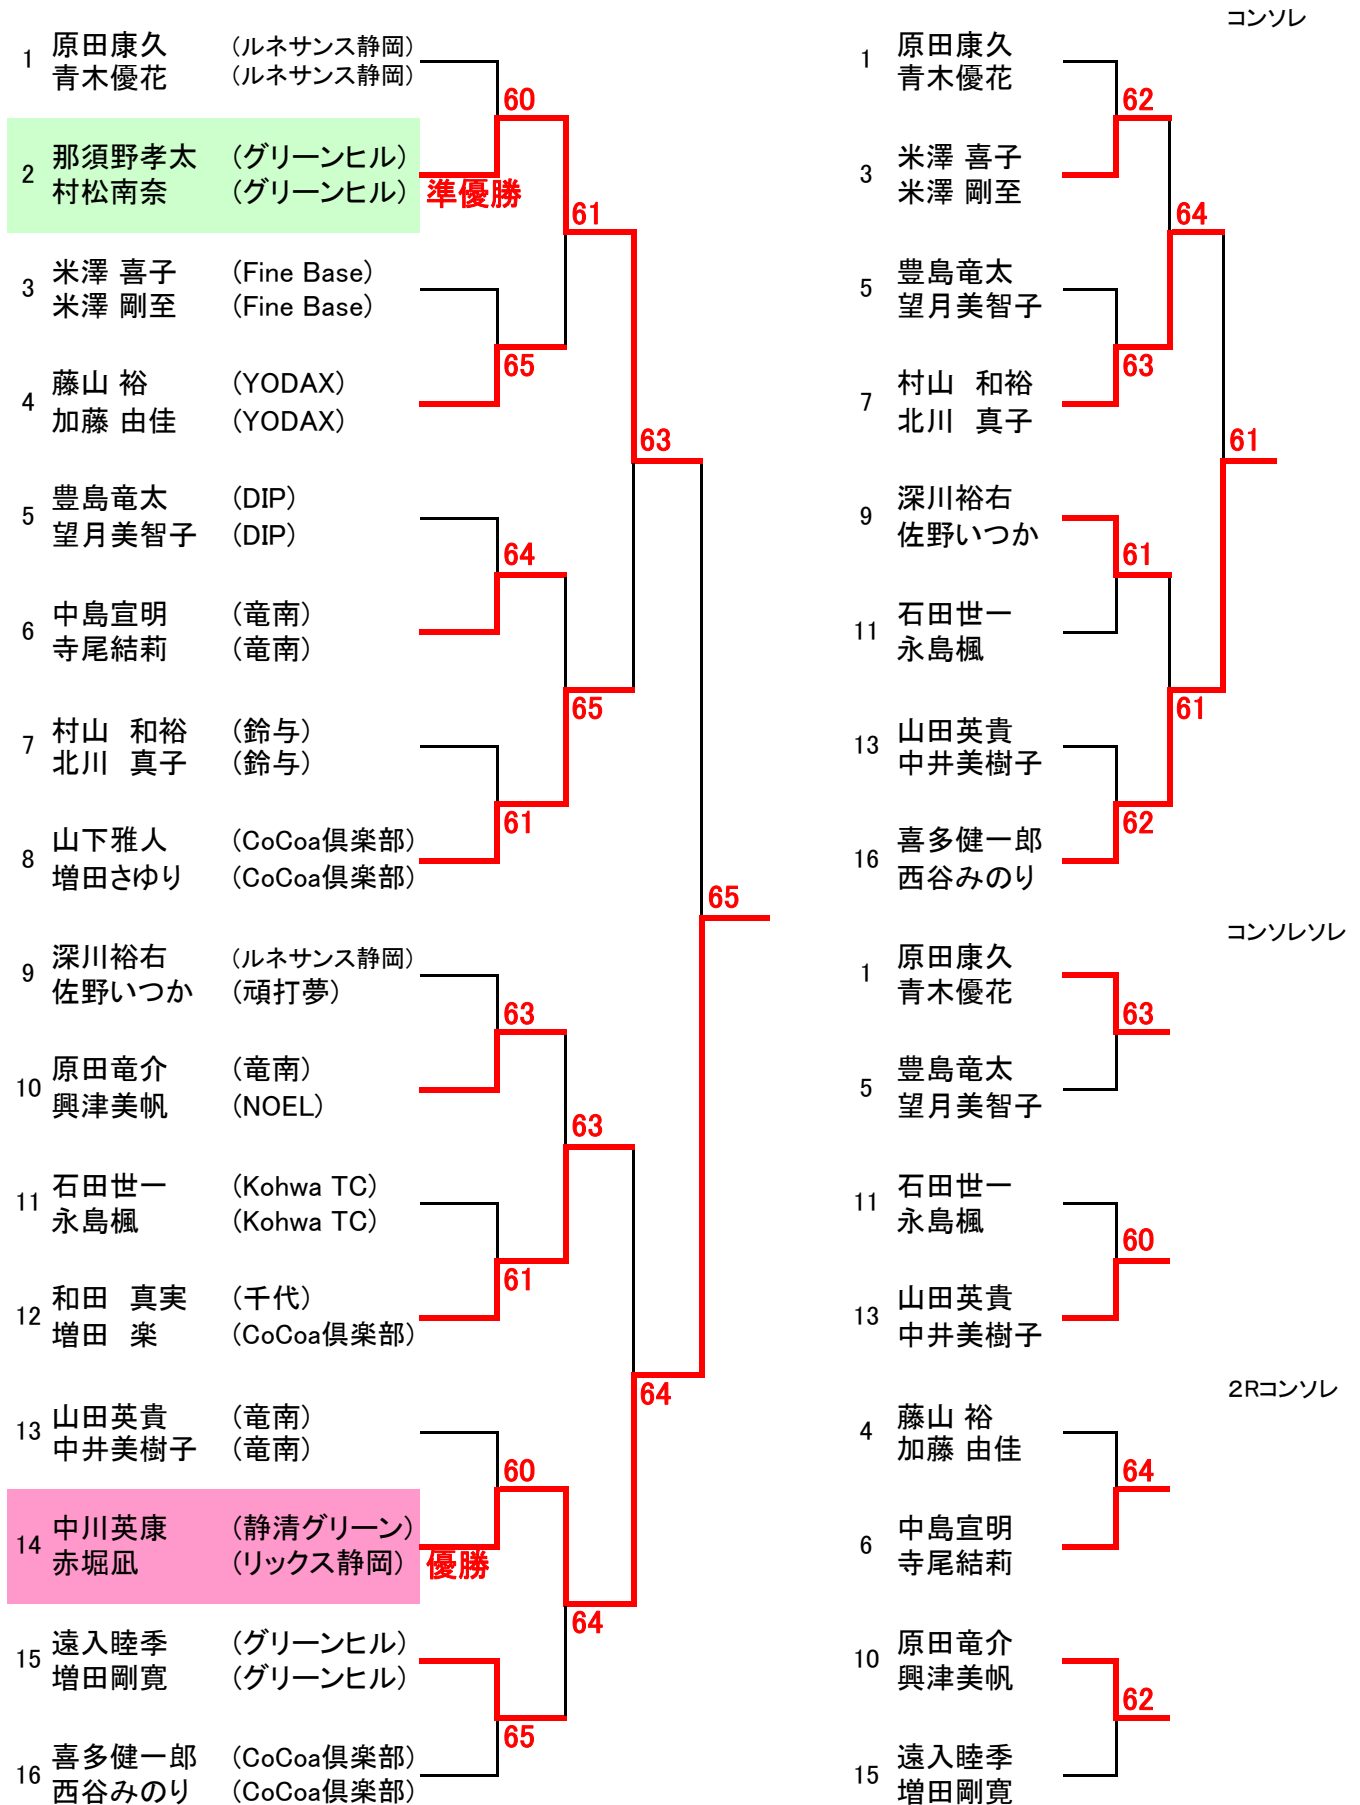 1 原田康久 (ルネサンス静岡)
青木優花 (ルネサンス静岡)
60
2 那須野孝太 (グリーンヒル)
村松南奈 (グリーンヒル)
準優勝
61
3 米澤 喜子 (Fine Base)
米澤 剛至 (Fine Base)
65
4 藤山 裕 (YODAX)
加藤 由佳 (YODAX)
63
5 豊島竜太 (DIP)
望月美智子 (DIP)
64
6 中島宣明 (竜南)
寺尾結莉 (竜南)
65
7 村山 和裕 (鈴与)
北川 真子 (鈴与)
61
8 山下雅人 (CoCoa倶楽部)
増田さゆり (CoCoa倶楽部)
65
9 深川裕右 (ルネサンス静岡)
佐野いつか (頑打夢)
63
10 原田竜介 (竜南)
興津美帆 (NOEL)
63
11 石田世一 (Kohwa TC)
永島楓 (Kohwa TC)
61
12 和田 真実 (千代)
増田 楽 (CoCoa倶楽部)
64
13 山田英貴 (竜南)
中井美樹子 (竜南)
60
14 中川英康 (静清グリーン)
赤堀凪 (リックス静岡)
優勝
64
15 遠入睦季 (グリーンヒル)
増田剛寛 (グリーンヒル)
65
16 喜多健一郎 (CoCoa倶楽部)
西谷みのり (CoCoa倶楽部)
コンソレ
1 原田康久
青木優花
62
3 米澤 喜子
米澤 剛至
64
5 豊島竜太
望月美智子
63
7 村山 和裕
北川 真子
61
9 深川裕右
佐野いつか
61
11 石田世一
永島楓
61
13 山田英貴
中井美樹子
62
16 喜多健一郎
西谷みのり
コンソレソレ
1 原田康久
青木優花
63
5 豊島竜太
望月美智子
11 石田世一
永島楓
60
13 山田英貴
中井美樹子
2Rコンソレ
4 藤山 裕
加藤 由佳
64
6 中島宣明
寺尾結莉
10 原田竜介
興津美帆
62
15 遠入睦季
増田剛寛